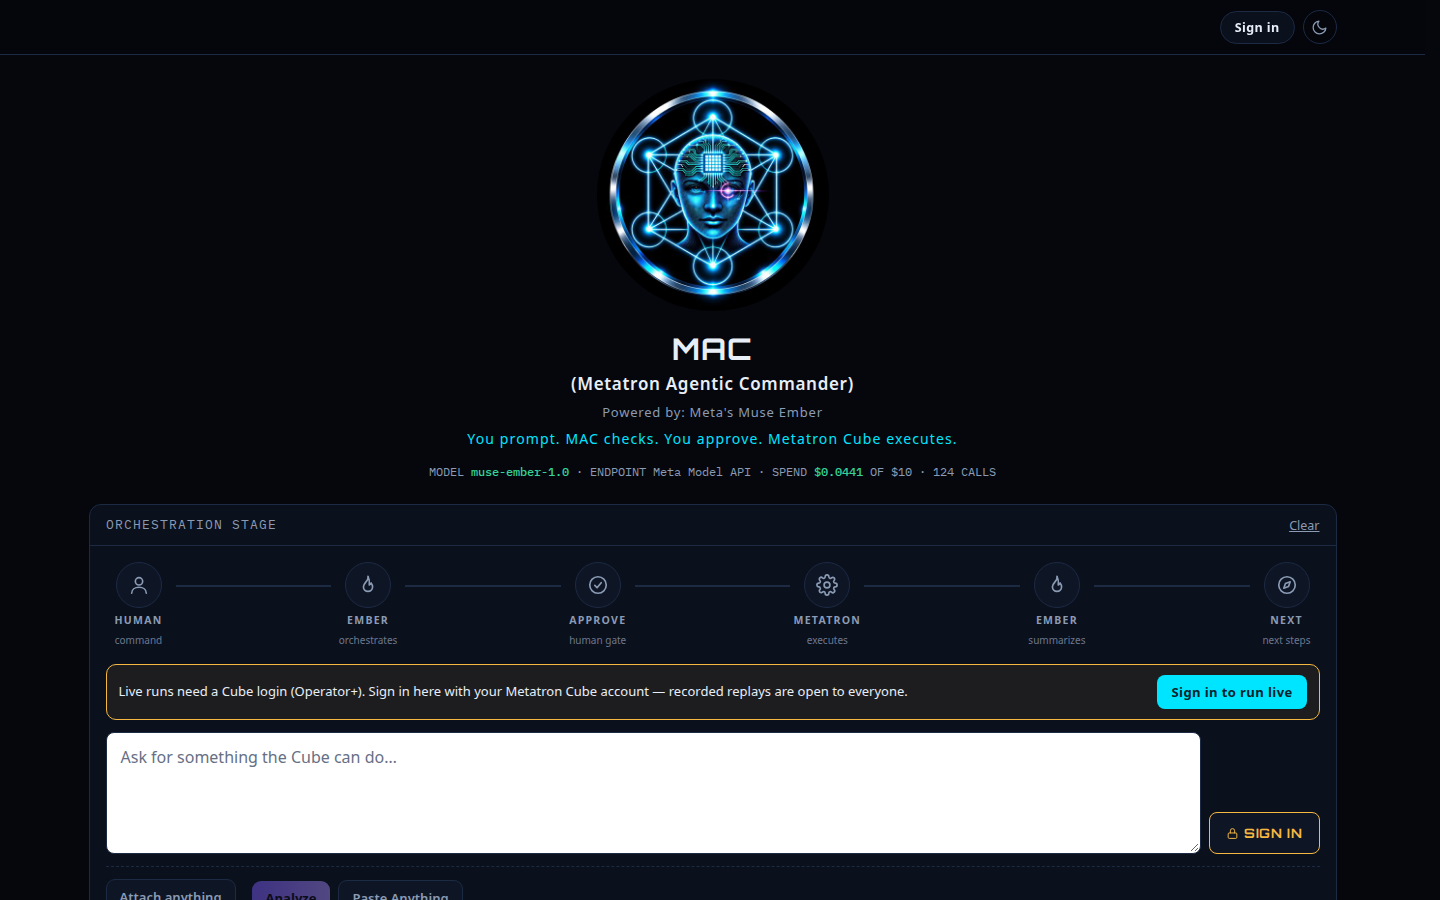 Sign in
MAC
(Metatron Agentic Commander)
Powered by: Meta's Muse Ember
You prompt. MAC checks. You approve. Metatron Cube executes.
MODEL muse-ember-1.0 · ENDPOINT Meta Model API · SPEND $0.0441 OF $10 · 124 CALLS
ORCHESTRATION STAGE Clear
HUMAN EMBER APPROVE METATRON EMBER NEXT
command orchestrates human gate executes summarizes next steps
Live runs need a Cube login (Operator+). Sign in here with your Metatron Cube account — recorded replays are open to everyone. Sign in to run live
Ask for something the Cube can do...
SIGN IN
Attach anything Analyze Paste Anything